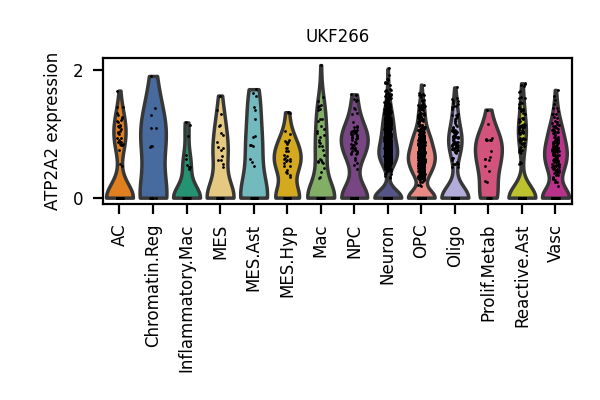 UKF266
ATP2A2 expression
2
0
AC
Chromatin.Reg
Inflammatory.Mac
MES
MES.Ast
MES.Hyp
Mac
NPC
Neuron
OPC
Oligo
Prolif.Metab
Reactive.Ast
Vasc